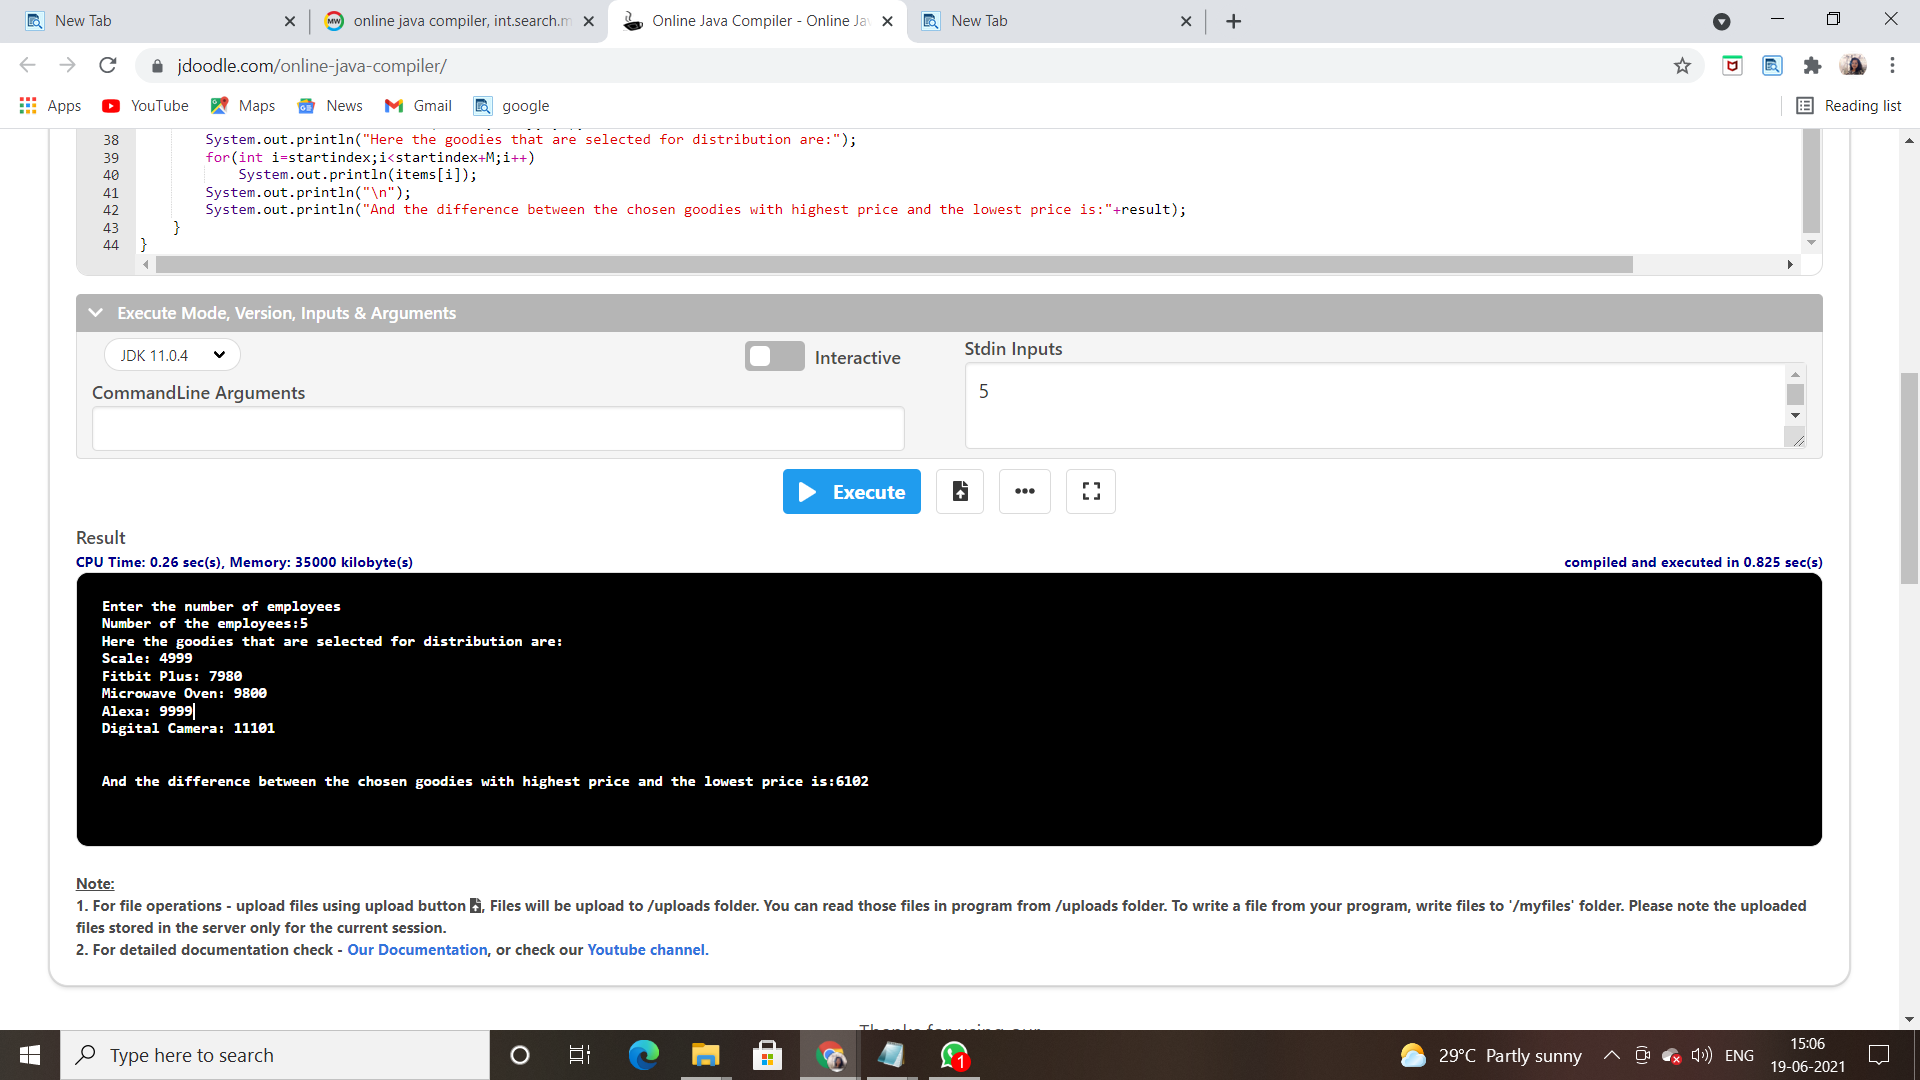 New Tab
online java compiler, int.search.m
Online Java Compiler - Online Ja
New Tab
jdoodle.com/online-java-compiler/
Apps
YouTube
Maps
News
Gmail
google
Reading list
38 System.out.println("Here the goodies that are selected for distribution are:");
39 for(int i=startindex;i<startindex+M;i++)
40 System.out.println(items[i]);
41 System.out.println("\n");
42 System.out.println("And the difference between the chosen goodies with highest price and the lowest price is:"+result);
43 }
44 }
Execute Mode, Version, Inputs & Arguments
JDK 11.0.4
Interactive
Stdin Inputs
5
CommandLine Arguments
Execute
Result
CPU Time: 0.26 sec(s), Memory: 35000 kilobyte(s)
compiled and executed in 0.825 sec(s)
Enter the number of employees
Number of the employees:5
Here the goodies that are selected for distribution are:
Scale: 4999
Fitbit Plus: 7980
Microwave Oven: 9800
Alexa: 9999
Digital Camera: 11101
And the difference between the chosen goodies with highest price and the lowest price is:6102
Note:
1. For file operations - upload files using upload button , Files will be upload to /uploads folder. You can read those files in program from /uploads folder. To write a file from your program, write files to '/myfiles' folder. Please note the uploaded
files stored in the server only for the current session.
2. For detailed documentation check - Our Documentation, or check our Youtube channel.
Thanks for using our
Type here to search
1
29°C Partly sunny
ENG
15:06
19-06-2021